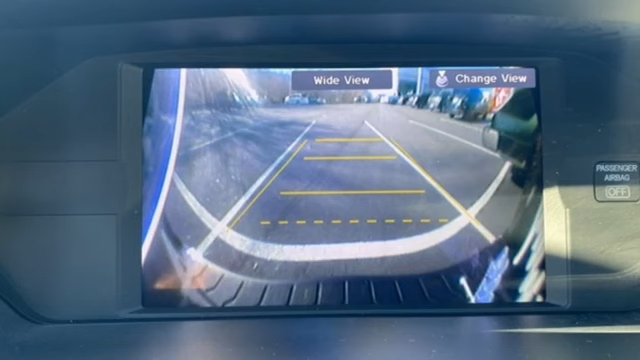 Wide View
Change View
PASSENGER
AIRBAG
OFF